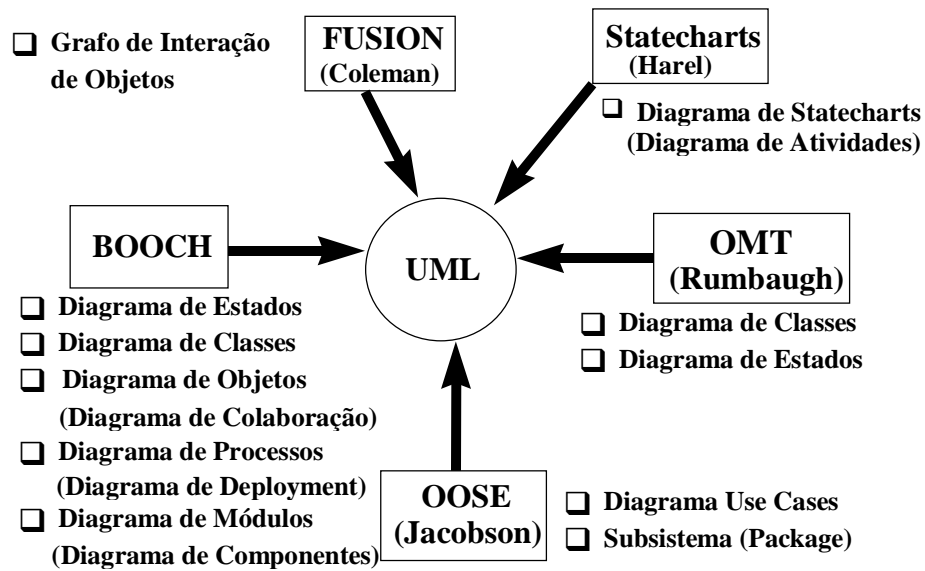 ❑ Grafo de Interação
de Objetos
FUSION
(Coleman)
Statecharts
(Harel)
❑ Diagrama de Statecharts
(Diagrama de Atividades)
BOOCH
UML
OMT
(Rumbaugh)
❑ Diagrama de Estados
❑ Diagrama de Classes
❑ Diagrama de Objetos
(Diagrama de Colaboração)
❑ Diagrama de Processos
(Diagrama de Deployment)
❑ Diagrama de Módulos
(Diagrama de Componentes)
❑ Diagrama de Classes
❑ Diagrama de Estados
OOSE
(Jacobson)
❑ Diagrama Use Cases
❑ Subsistema (Package)